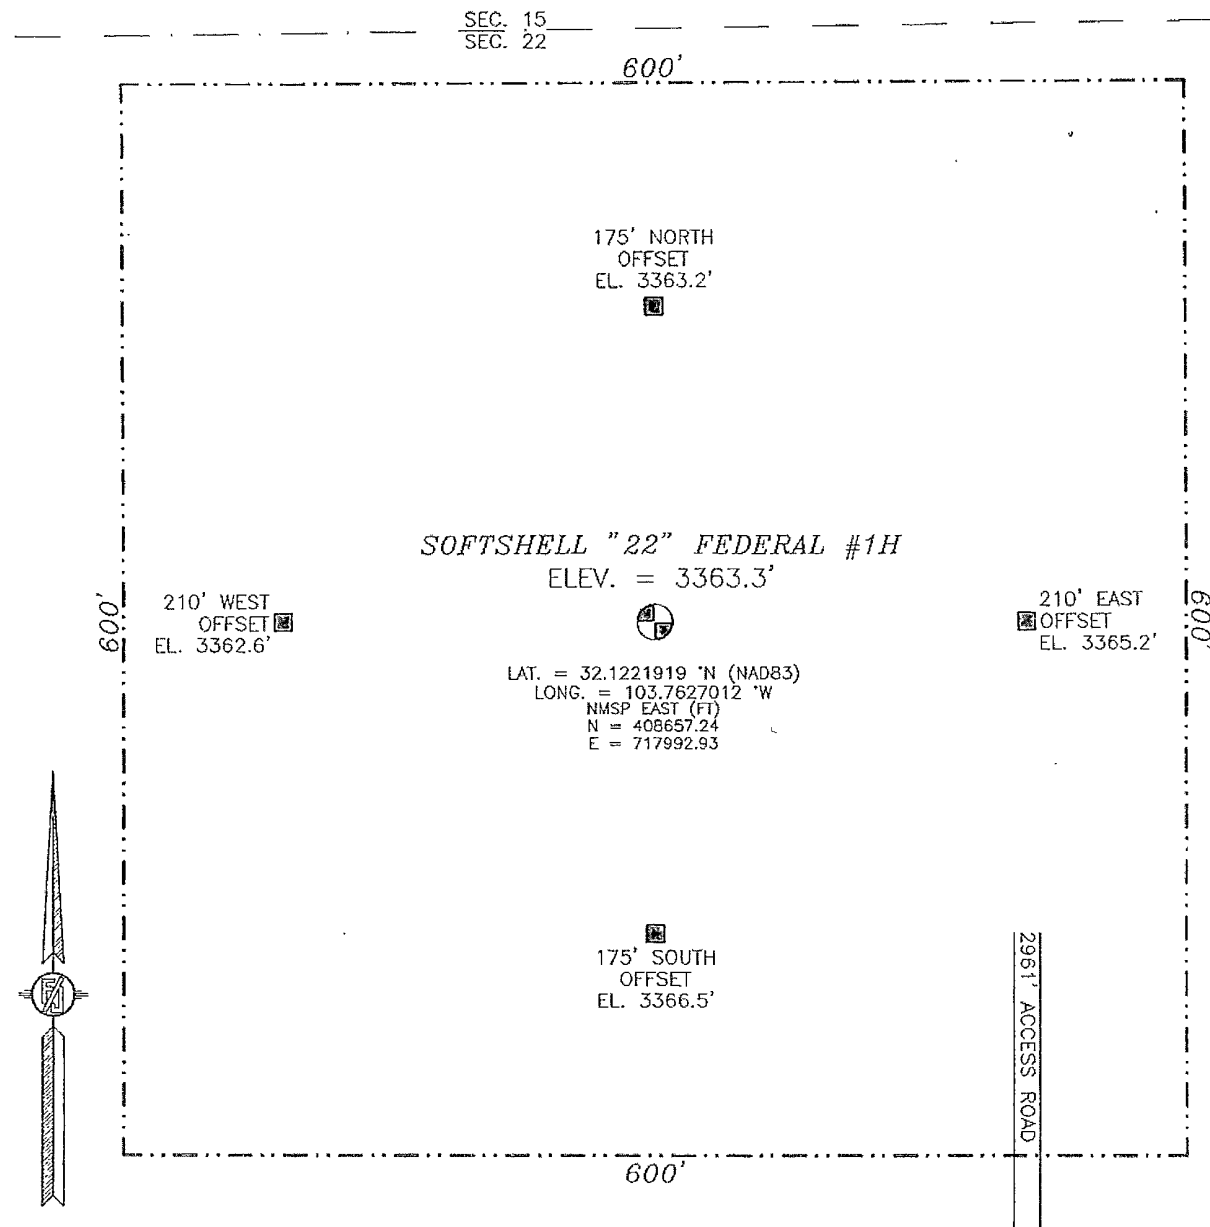 SEC. 15
SEC. 22
600'
175' NORTH
OFFSET
EL. 3363.2'
SOFTSHELL "22" FEDERAL #1H
ELEV. = 3363.3'
600'
210' WEST
OFFSET
EL. 3362.6'
210' EAST
OFFSET
EL. 3365.2'
600'
LAT. = 32.1221919 °N (NAD83)
LONG. = 103.7627012 °W
NMSP EAST (FT)
N = 408657.24
E = 717992.93
175' SOUTH
OFFSET
EL. 3366.5'
2961' ACCESS ROAD
600'